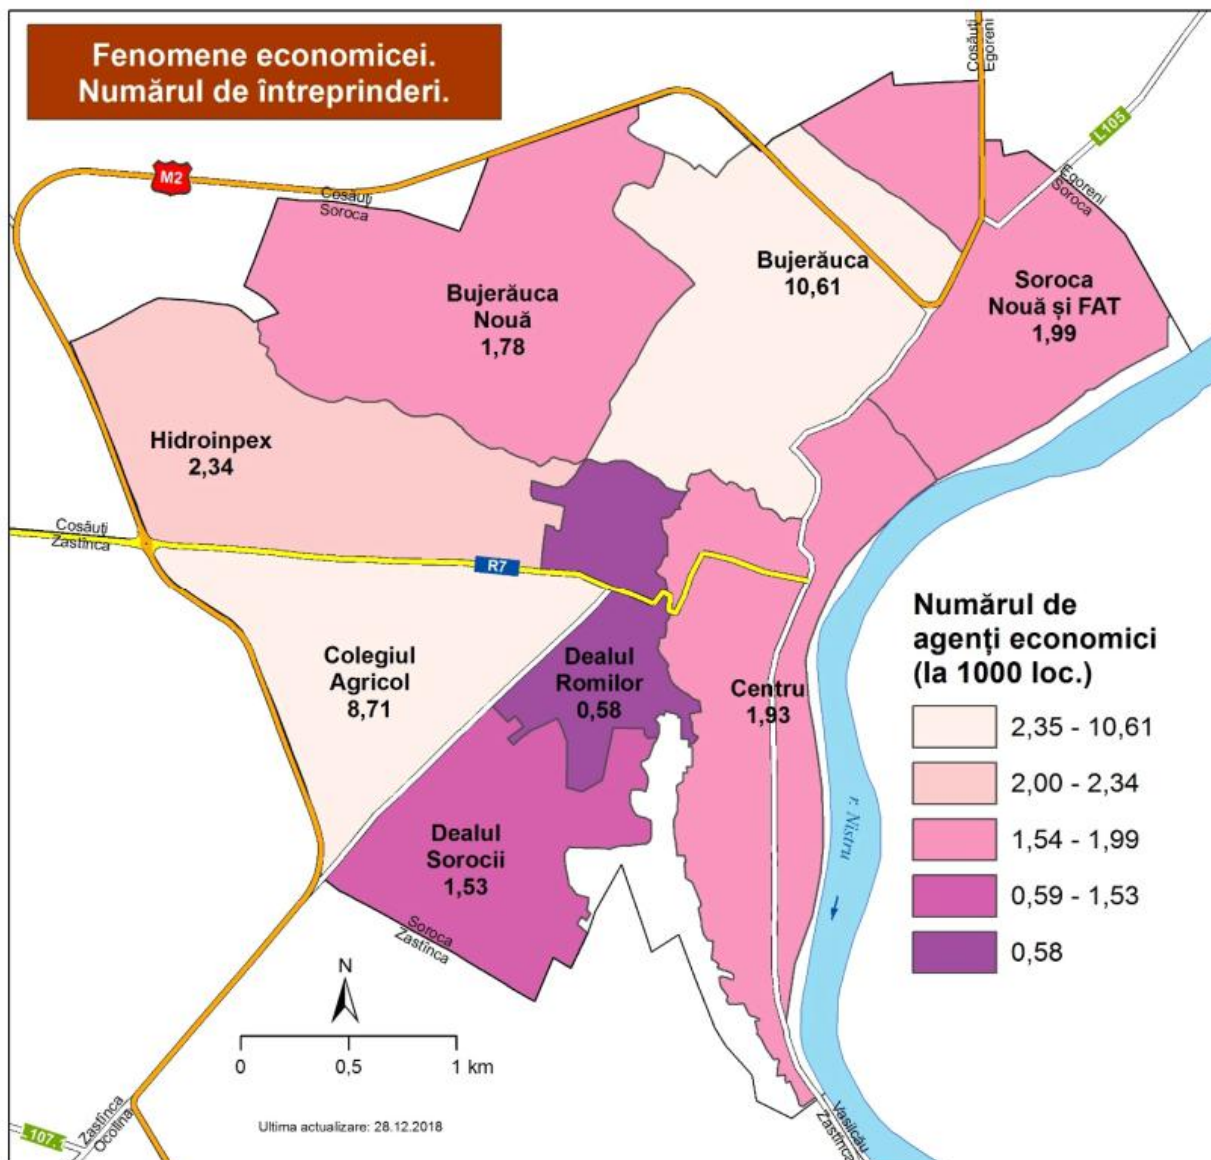 Fenomene economicei.
Numărul de întreprinderi.
Cosăuți
Egoreni
L105
M2
Cosăuți
Soroca
Egoreni
Soroca
Bujerăuca
10,61
Soroca
Nouă și FAT
1,99
Bujerăuca
Nouă
1,78
Hidroinpex
2,34
Cosăuți
Zastînca
R7
Numărul de
agenți economici
(la 1000 loc.)
2,35 - 10,61
2,00 - 2,34
1,54 - 1,99
0,59 - 1,53
0,58
Colegiul
Agricol
8,71
Dealul
Romilor
0,58
Centru
1,93
r. Nistru
Dealul
Sorocii
1,53
Soroca
Zastînca
N
0 0,5 1 km
Ultima actualizare: 28.12.2018
Zastînca
Ocolina
L107.
Vasilcău
Zastînca